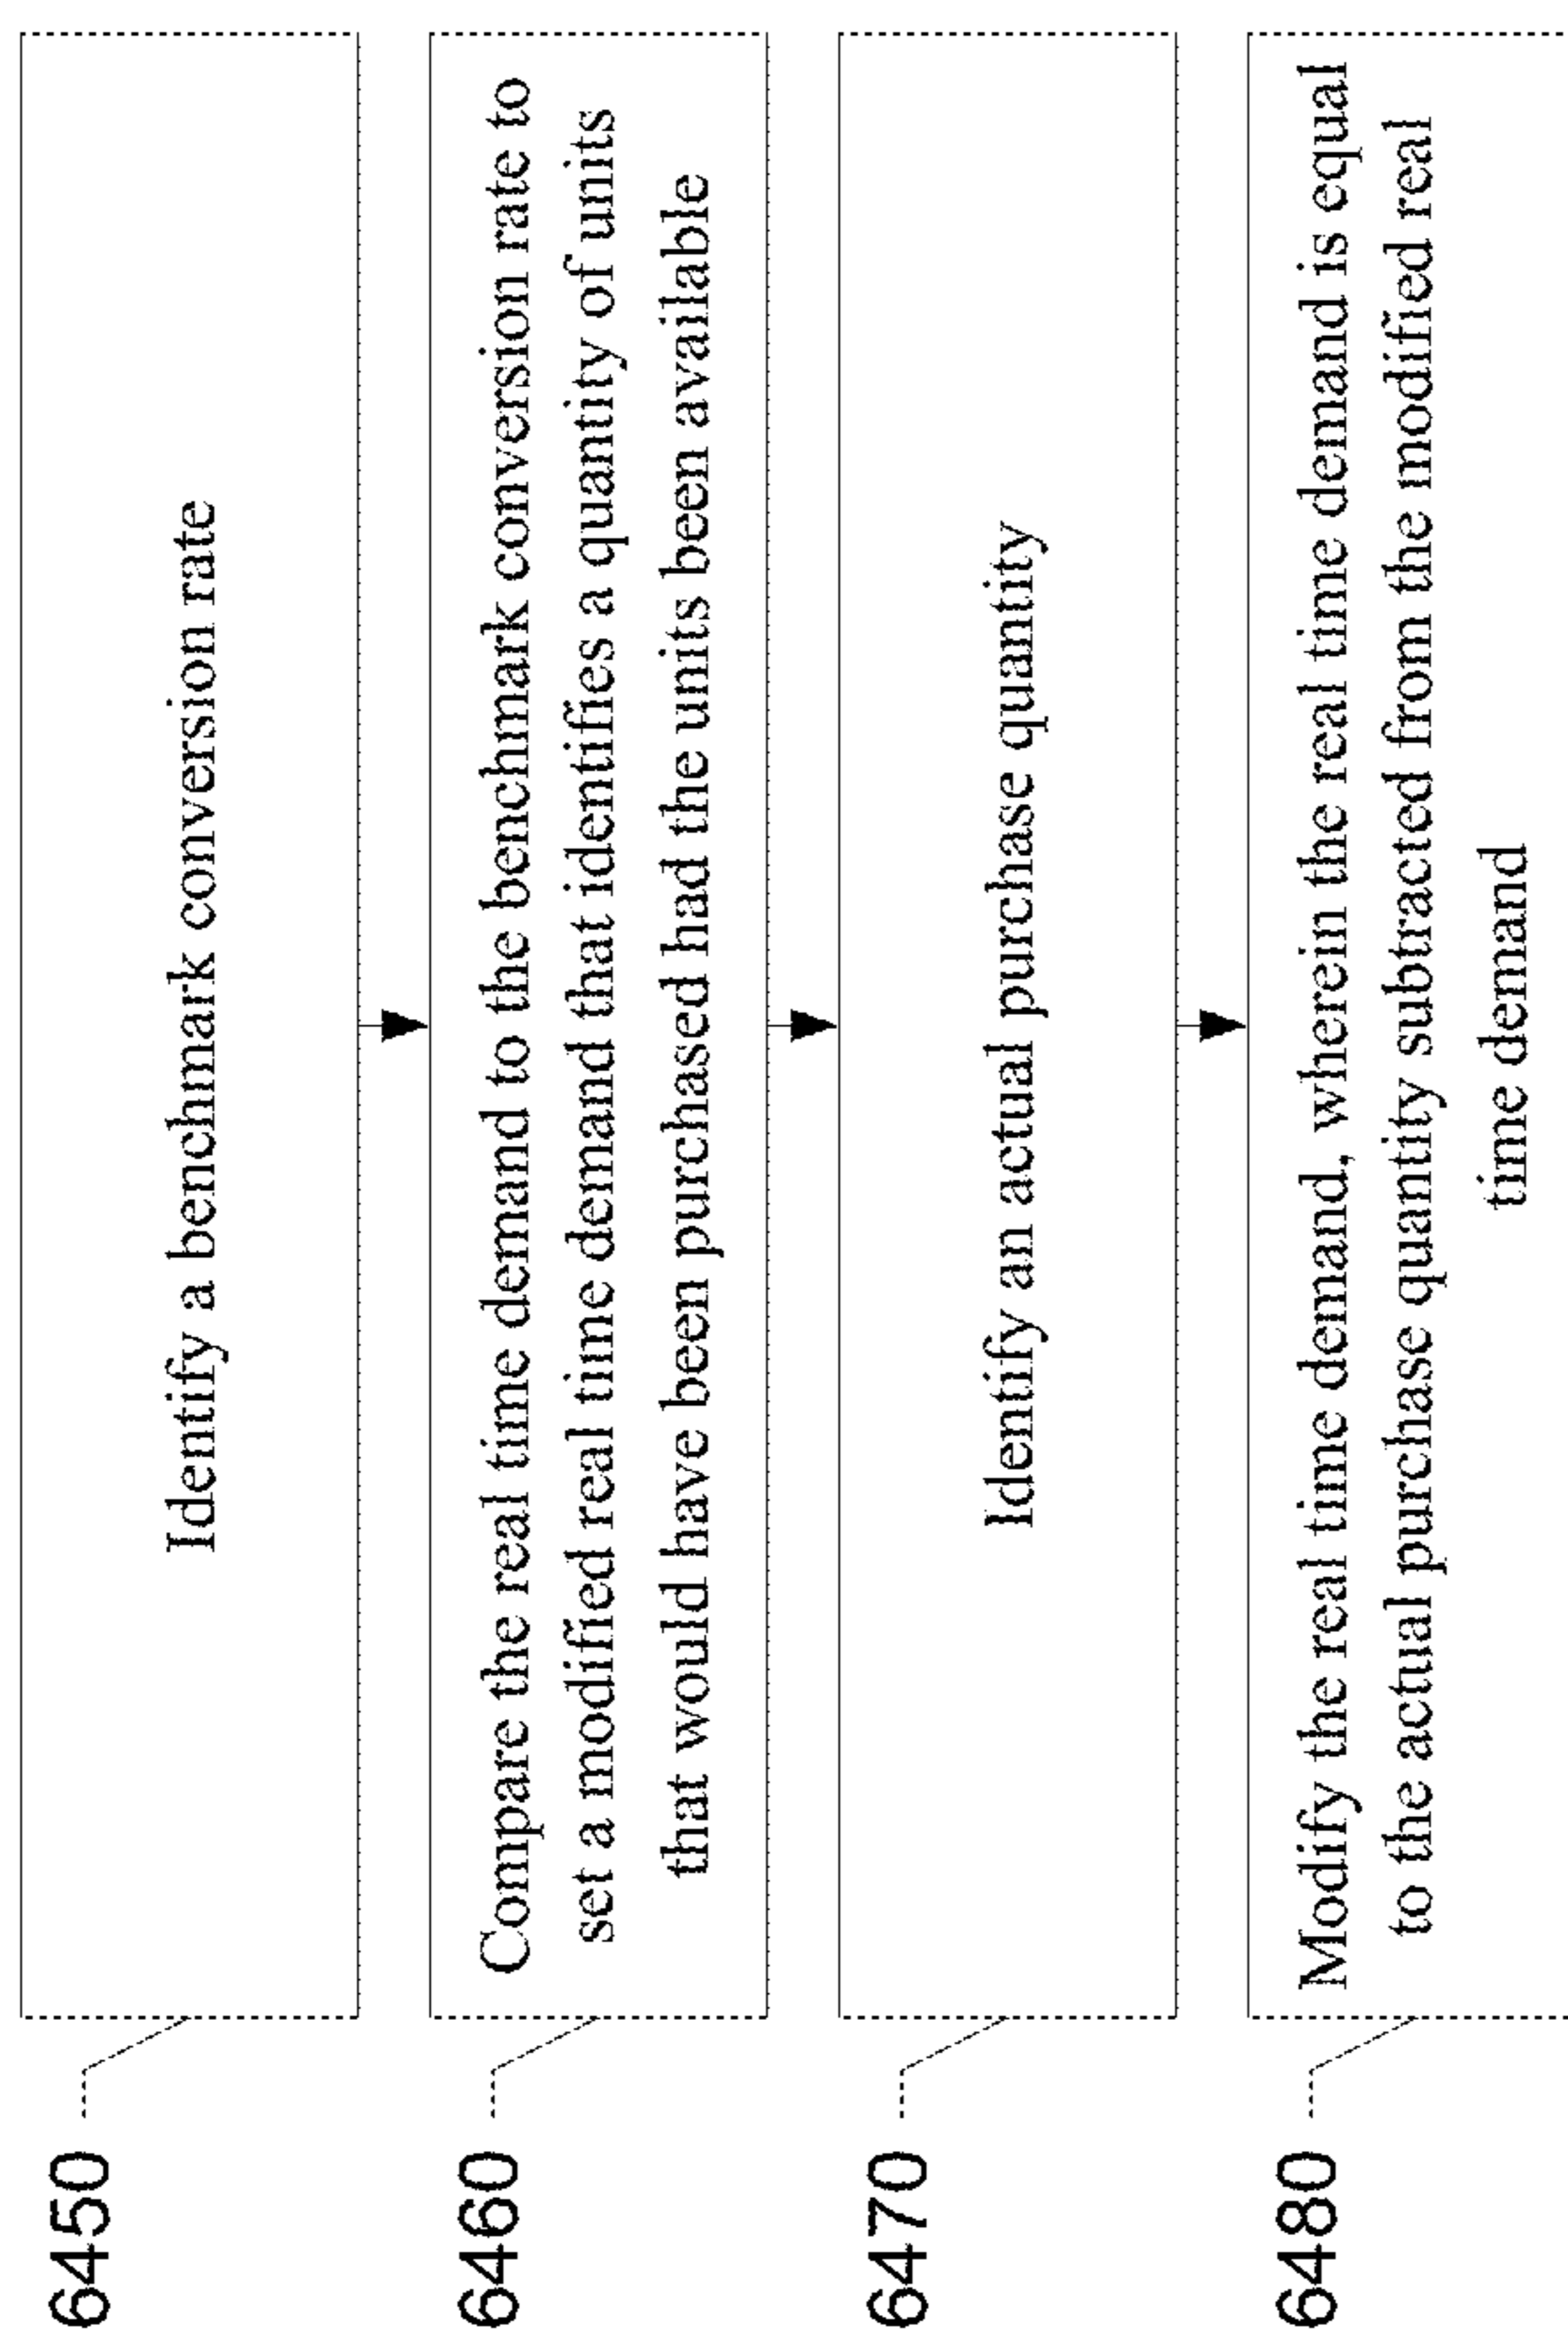 6450
Identify a benchmark conversion rate
6460
Compare the real time demand to the benchmark conversion rate to
set a modified real time demand that identifies a quantity of units
that would have been purchased had the units been available
6470
Identify an actual purchase quantity
6480
Modify the real time demand, wherein the real time demand is equal
to the actual purchase quantity subtracted from the modified real
time demand